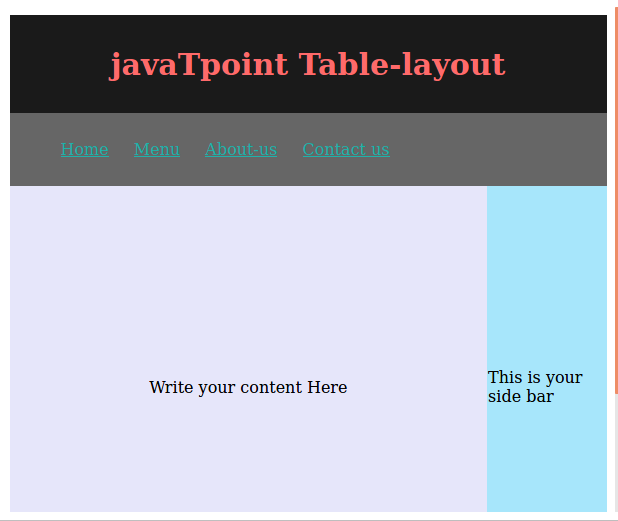 javaTpoint Table-layout
Home Menu About-us Contact us
Write your content Here
This is your
side bar